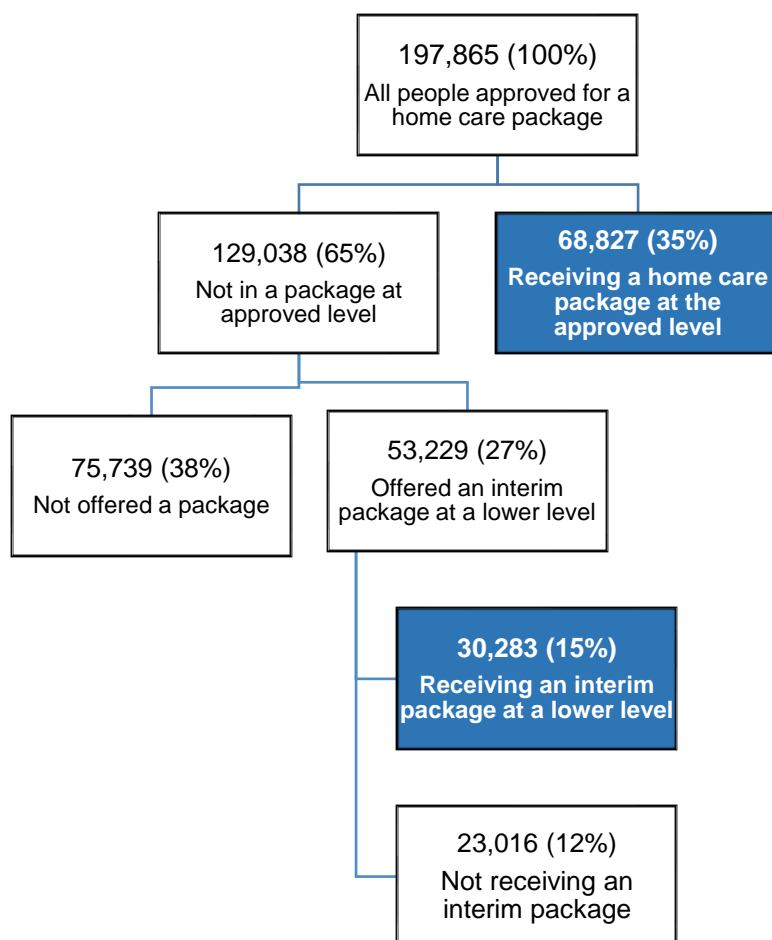 197,865 (100%)
All people approved for a
home care package
129,038 (65%)
Not in a package at
approved level
68,827 (35%)
Receiving a home care
package at the
approved level
75,739 (38%)
Not offered a package
53,229 (27%)
Offered an interim
package at a lower level
30,283 (15%)
Receiving an interim
package at a lower level
23,016 (12%)
Not receiving an
interim package